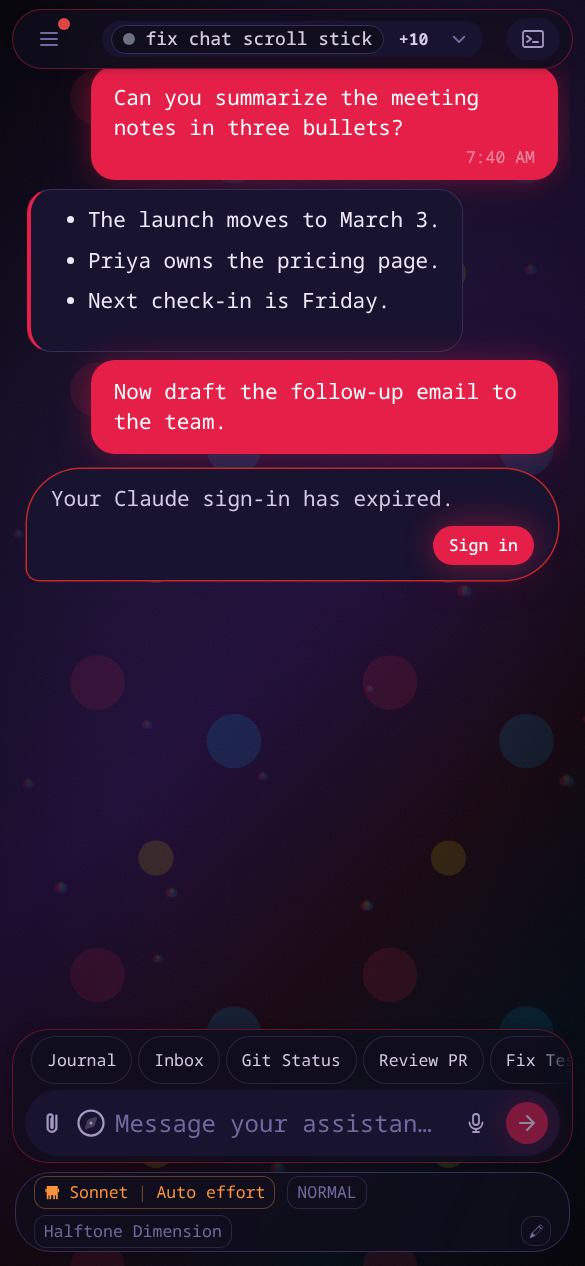 fix chat scroll stick +10
Can you summarize the meeting
notes in three bullets?
7:40 AM
• The launch moves to March 3.
• Priya owns the pricing page.
• Next check-in is Friday.
Now draft the follow-up email to
the team.
Your Claude sign-in has expired.
Sign in
Journal Inbox Git Status Review PR Fix Te
Message your assistan…
Sonnet | Auto effort NORMAL
Halftone Dimension